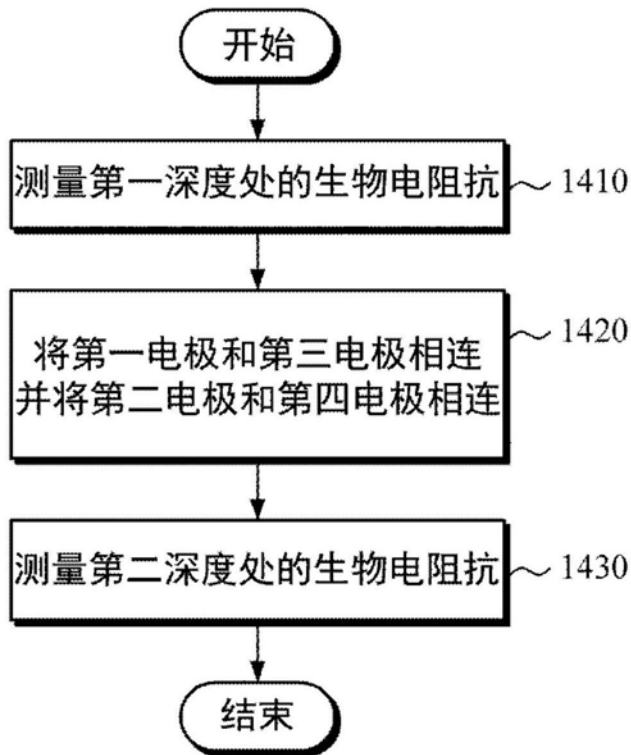 开始
测量第一深度处的生物电阻抗
1410
将第一电极和第三电极相连
并将第二电极和第四电极相连
1420
测量第二深度处的生物电阻抗
1430
结束